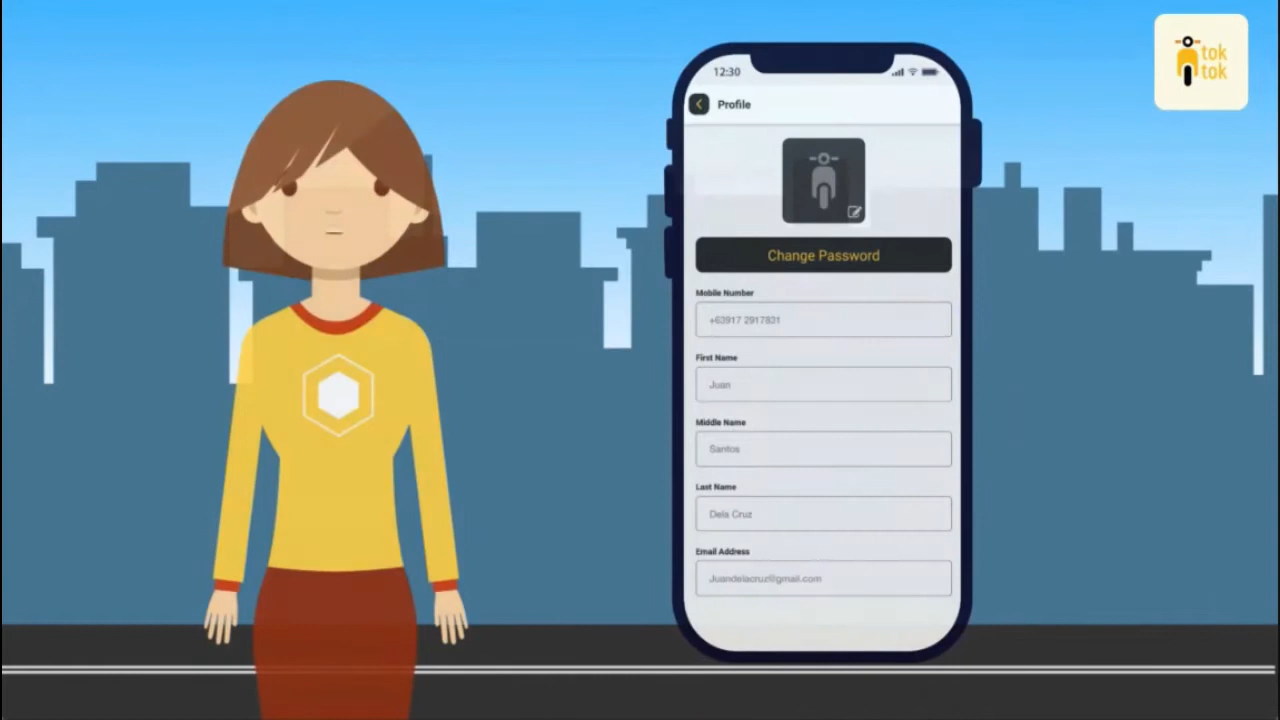 tok
tok
12:30
Profile
Change Password
Mobile Number
+63917 2917831
First Name
Juan
Middle Name
Santos
Last Name
Dela Cruz
Email Address
Juandelacruz@gmail.com